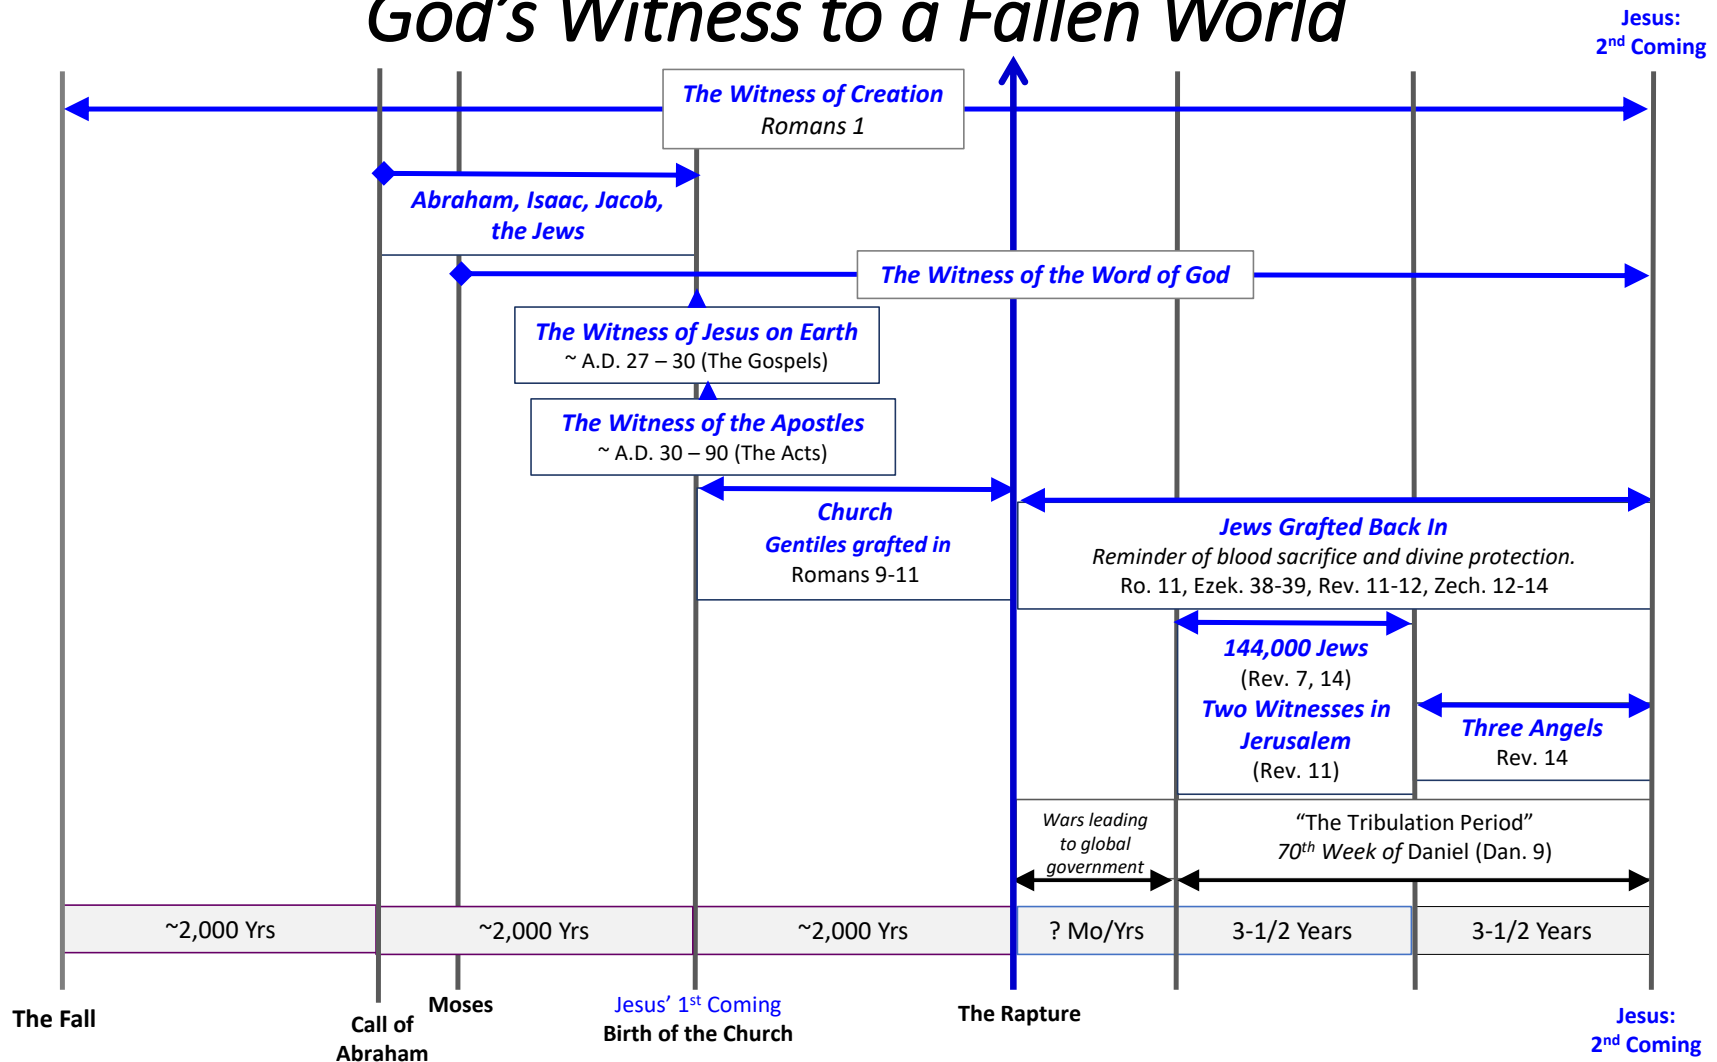 God's Witness to a Fallen World
Jesus:
2nd Coming
The Witness of Creation
Romans 1
Abraham, Isaac, Jacob,
the Jews
The Witness of the Word of God
The Witness of Jesus on Earth
~ A.D. 27 – 30 (The Gospels)
The Witness of the Apostles
~ A.D. 30 – 90 (The Acts)
Church
Gentiles grafted in
Romans 9-11
Jews Grafted Back In
Reminder of blood sacrifice and divine protection.
Ro. 11, Ezek. 38-39, Rev. 11-12, Zech. 12-14
144,000 Jews
(Rev. 7, 14)
Two Witnesses in
Jerusalem
(Rev. 11)
Three Angels
Rev. 14
Wars leading
to global
government
“The Tribulation Period”
70th Week of Daniel (Dan. 9)
~2,000 Yrs
~2,000 Yrs
~2,000 Yrs
? Mo/Yrs
3-1/2 Years
3-1/2 Years
The Fall
Call of
Abraham
Moses
Jesus’ 1st Coming
Birth of the Church
The Rapture
Jesus:
2nd Coming